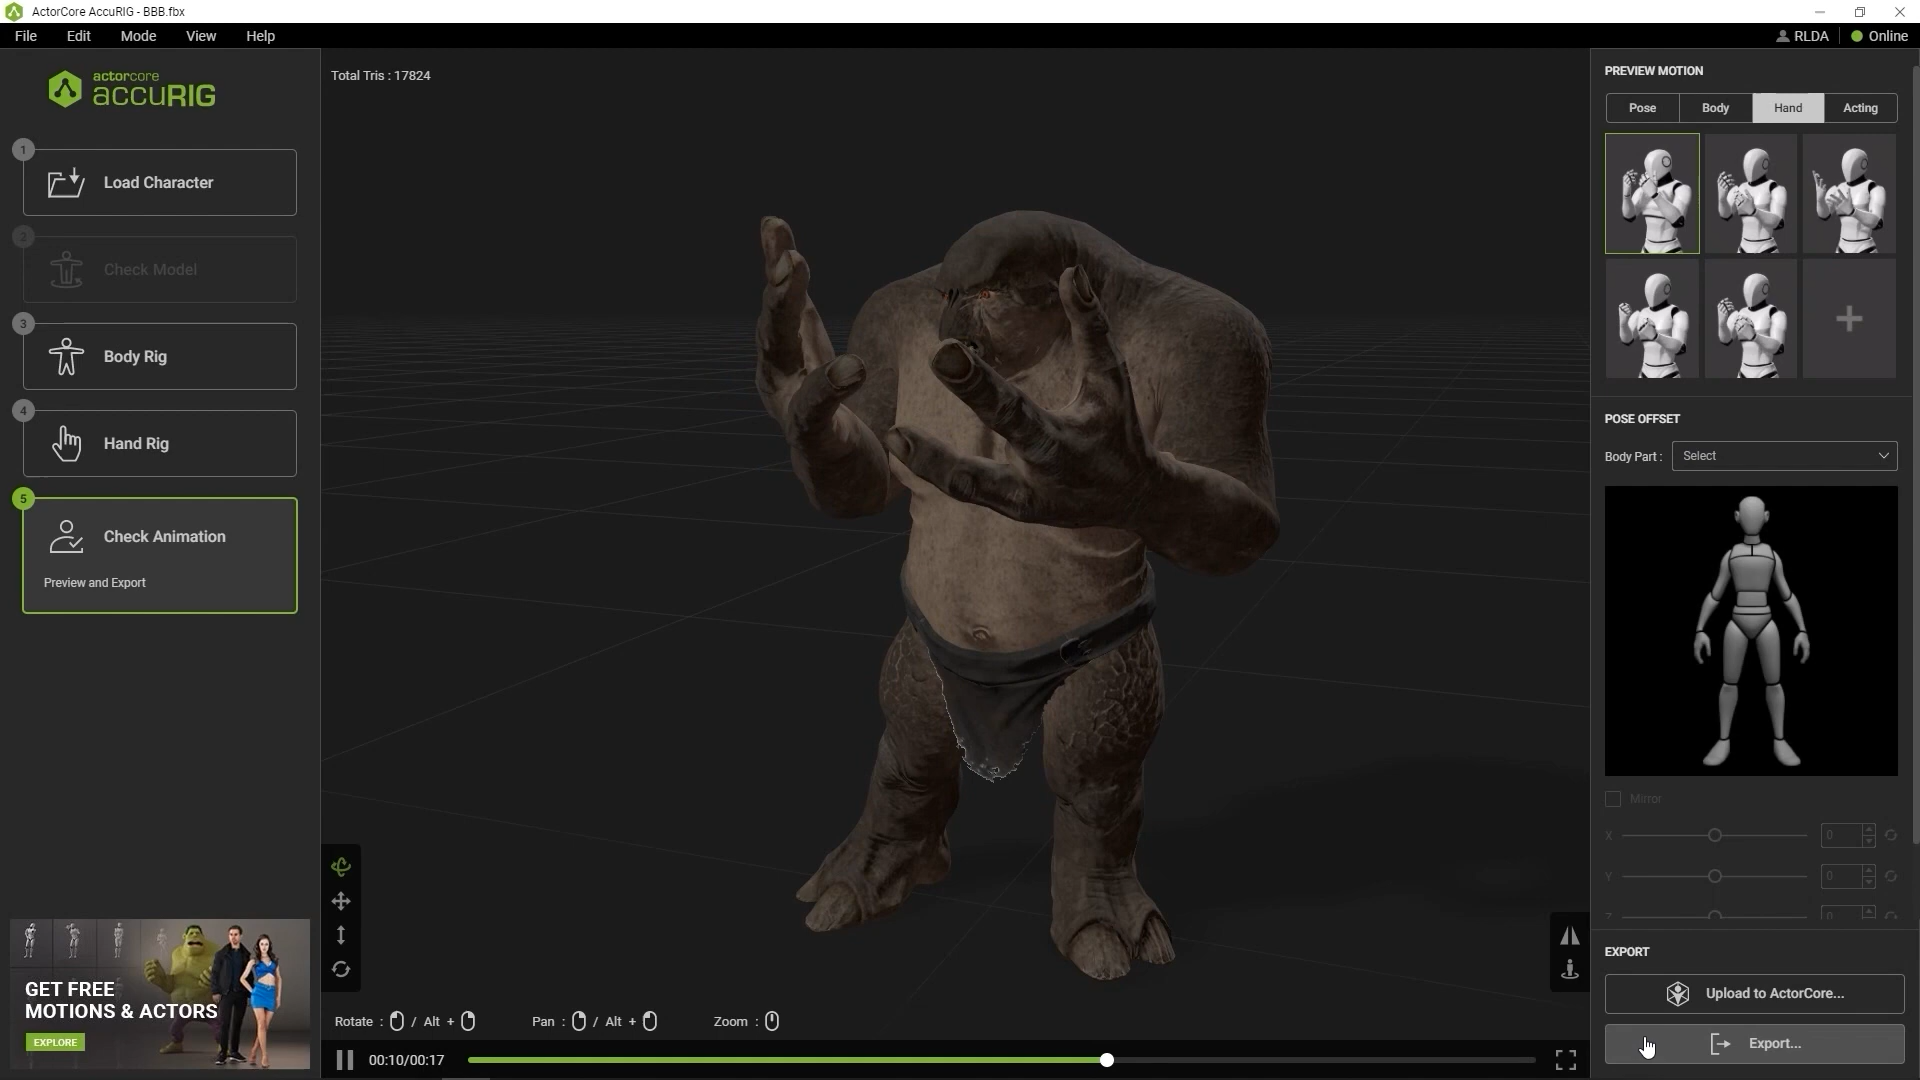 ActorCore AccuRIG - BBB.fbx
File Edit Mode View Help
RLDA Online
actorcore
accuRIG
1
Load Character
2
Check Model
3
Body Rig
4
Hand Rig
5
Check Animation
Preview and Export
GET FREE
MOTIONS & ACTORS
EXPLORE
Total Tris : 17824
Rotate : / Alt + Pan : / Alt + Zoom :
00:10/00:17
PREVIEW MOTION
Pose Body Hand Acting
POSE OFFSET
Body Part : Select
Mirror
X 0
Y 0
Z 0
EXPORT
Upload to ActorCore...
Export...